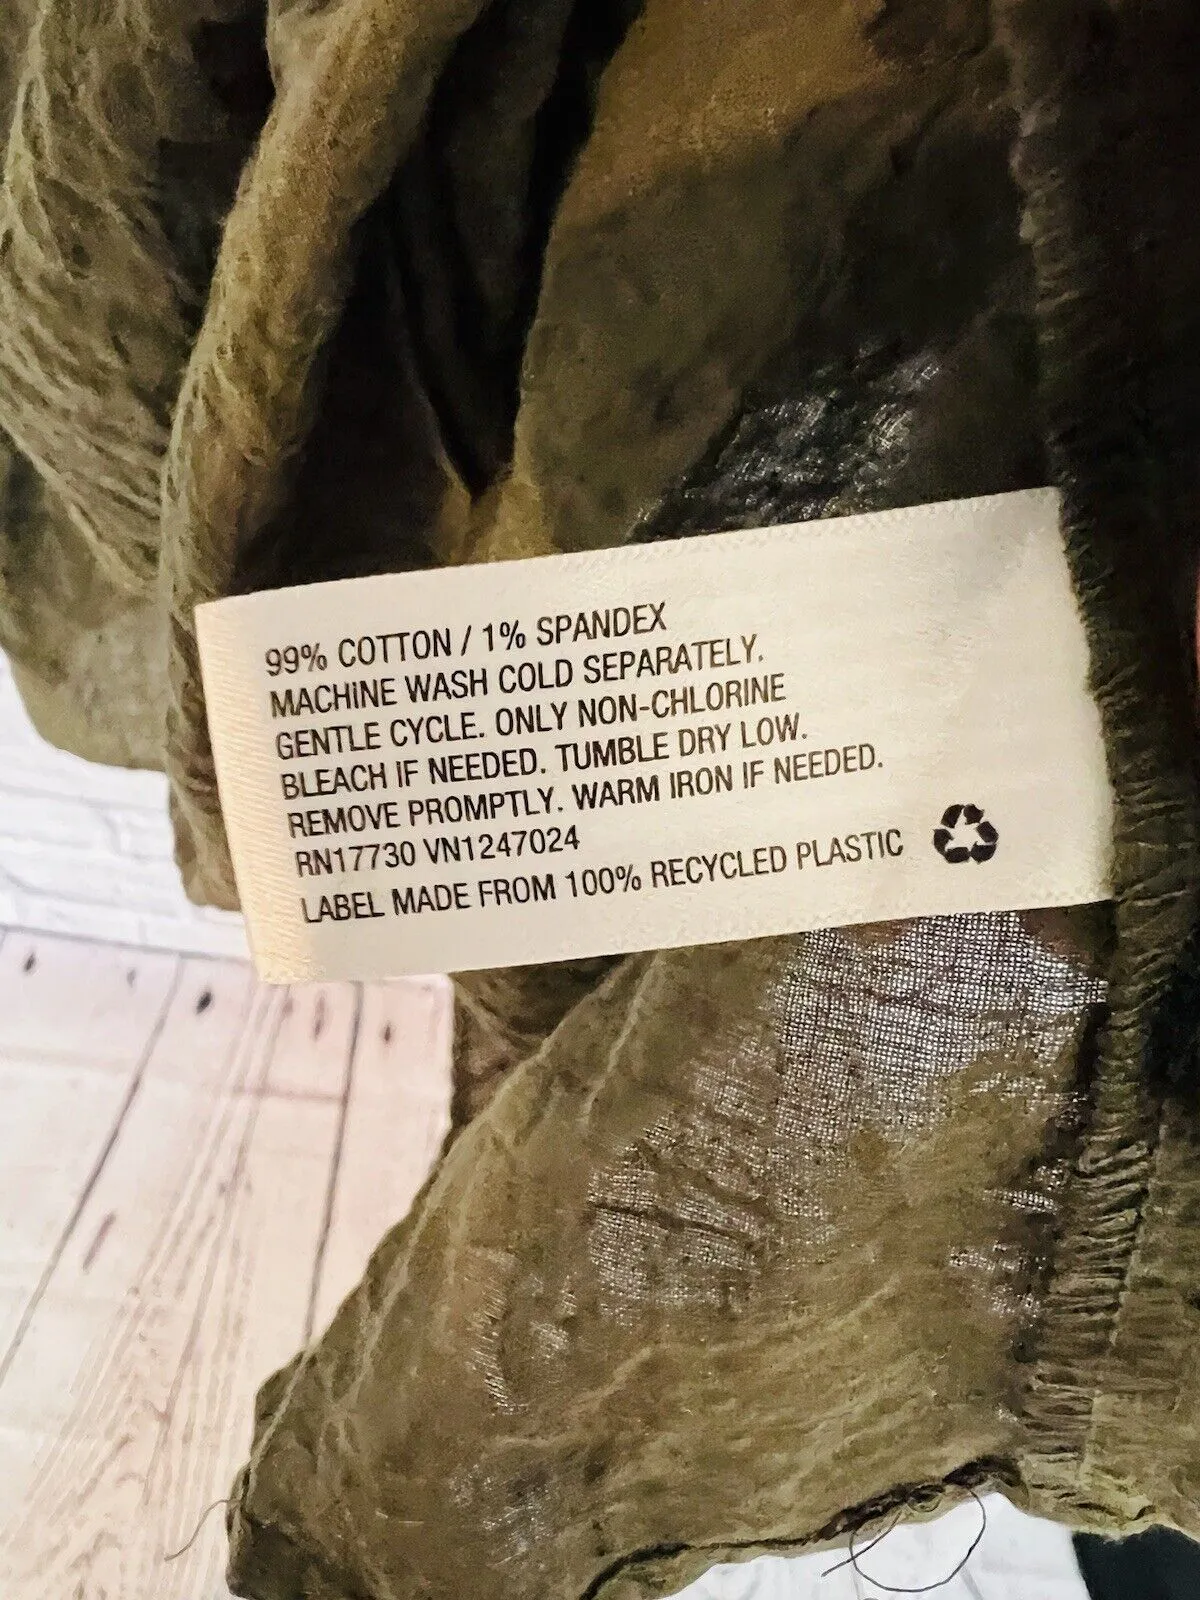 99% COTTON / 1% SPANDEX
MACHINE WASH COLD SEPARATELY.
GENTLE CYCLE. ONLY NON-CHLORINE
BLEACH IF NEEDED. TUMBLE DRY LOW.
REMOVE PROMPTLY. WARM IRON IF NEEDED.
RN17730 VN1247024
LABEL MADE FROM 100% RECYCLED PLASTIC